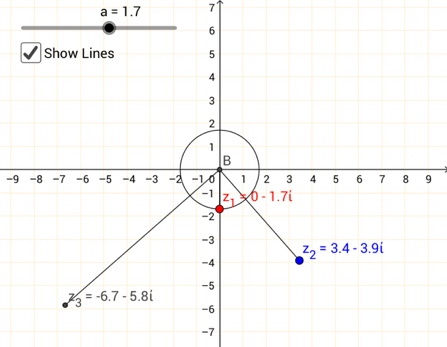 a = 1.7
Show Lines
7
6
5
4
3
2
1
B
−9 −8 −7 −6 −5 −4 −3 −2 −1 0 1 2 3 4 5 6 7 8 9
−1
z₁ = 0 - 1.7i
−2
−3
z₂ = 3.4 - 3.9i
−4
−5
z₃ = -6.7 - 5.8i
−6
−7